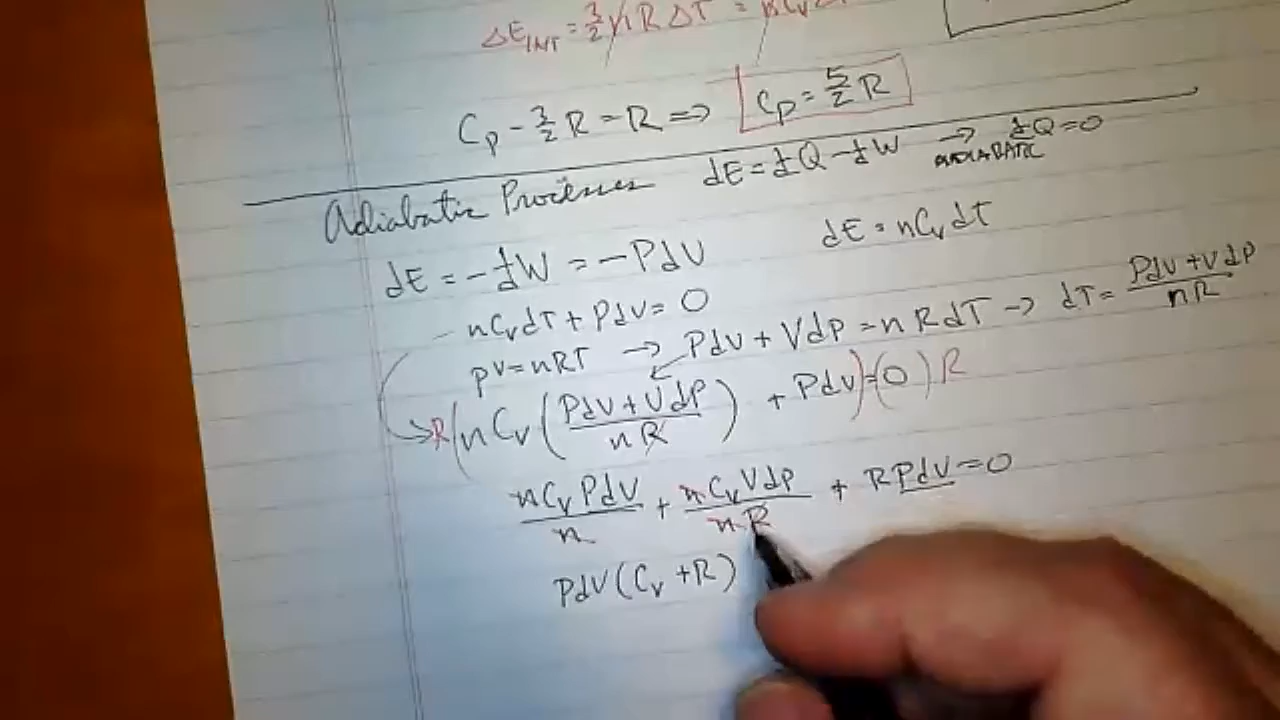 ΔE_INT = 3/2 nRΔT = nC_v
C_p - 3/2 R = R ⇒ C_p = 5/2 R
Adiabatic Processes dE = đQ - đW → ADIABATIC đQ = 0
dE = -đW = -PdV dE = nC_v dT
nC_v dT + PdV = 0
PV = nRT → PdV + VdP = nRdT → dT = (PdV + VdP)/(nR)
R(nC_v((PdV + VdP)/(nR)) + PdV) = (0)R
(nC_v PdV)/n + (nC_v VdP)/(nR) + RPdV = 0
PdV(C_v + R)